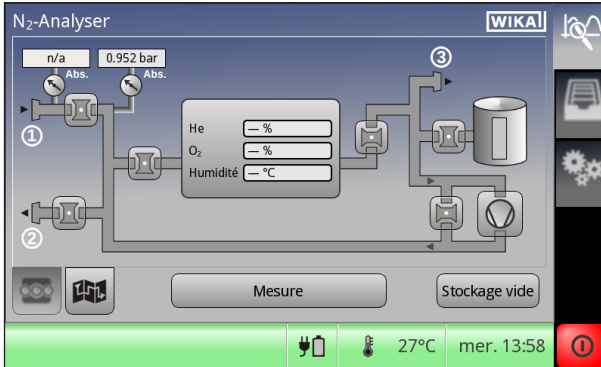 N₂-Analyser
WIKAI
n/a
0.952 bar
Abs.
Abs.
1
3
He
— %
O₂
— %
Humidité
— °C
2
Mesure
Stockage vide
27°C
mer. 13:58